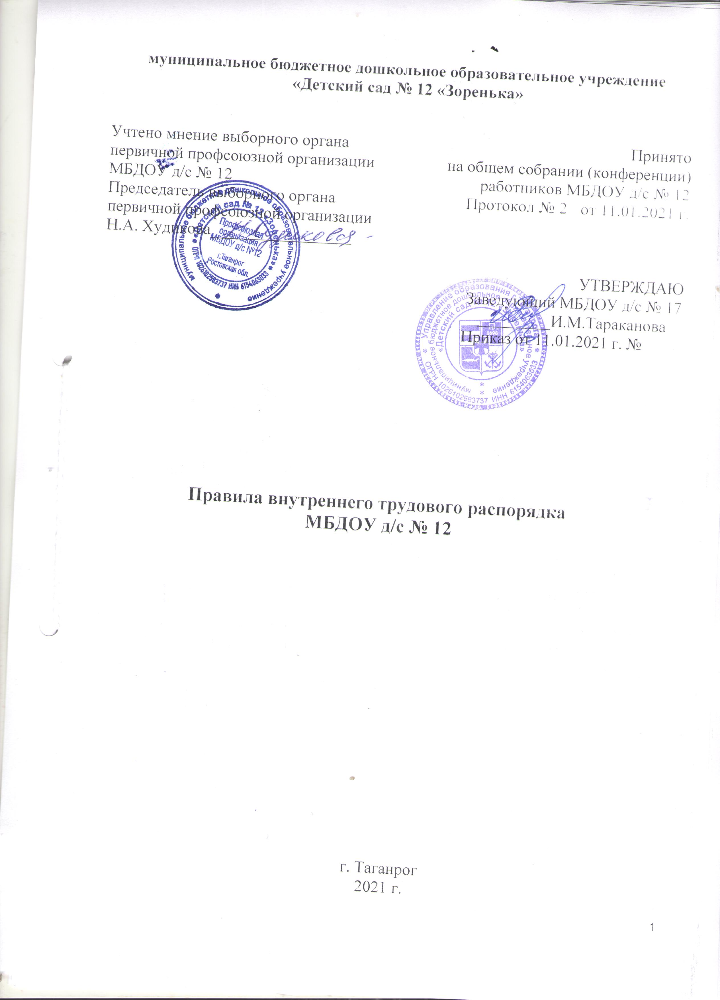 муниципальное бюджетное дошкольное образовательное учреждение
«Детский сад № 12 «Зоренька»
Учтено мнение выборного органа
первичной профсоюзной организации
МБДОУ д/с № 12
Председатель выборного органа
первичной профсоюзной организации
Н.А. Худикова
муниципальное бюджетное дошкольное образовательное учреждение
«Детский сад № 12 «Зоренька»
ОГРН 1026102583737 ИНН 6154063033
Профсоюзная
организация
МБДОУ д/с №12
г.Таганрог
Ростовская обл.
Принято
на общем собрании (конференции)
работников МБДОУ д/с № 12
Протокол № 2 от 11.01.2021 г.
УТВЕРЖДАЮ
Заведующий МБДОУ д/с № 17
И.М.Тараканова
Приказ от 11.01.2021 г. №
Управление образования г. Таганрога
ОГРН 1026102583737 ИНН 6154063033
муниципальное бюджетное дошкольное образовательное учреждение
«Детский сад № 12 «Зоренька»
1698
Правила внутреннего трудового распорядка
МБДОУ д/с № 12
г. Таганрог
2021 г.
1